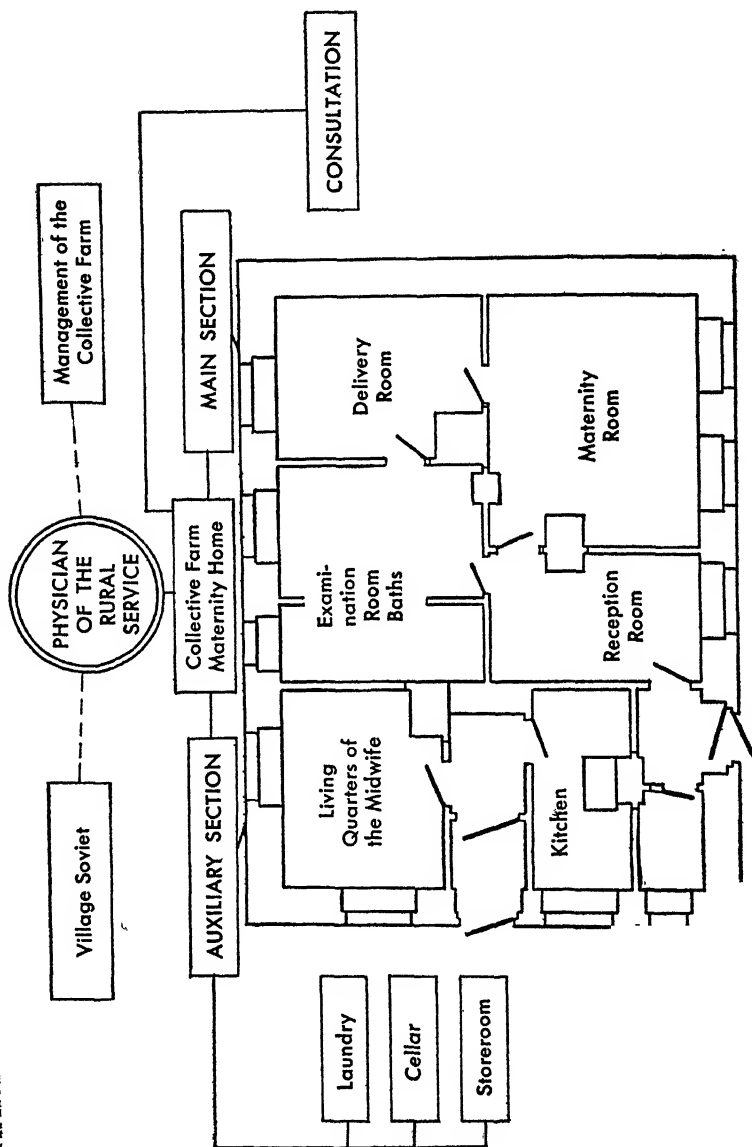 Village Soviet
PHYSICIAN
OF THE
RURAL
SERVICE
Management of the
Collective Farm
AUXILIARY SECTION
Collective Farm
Maternity Home
MAIN SECTION
CONSULTATION
Laundry
Cellar
Storeroom
Living
Quarters of
the Midwife
Exami-
nation
Room
Baths
Delivery
Room
Kitchen
Reception
Room
Maternity
Room